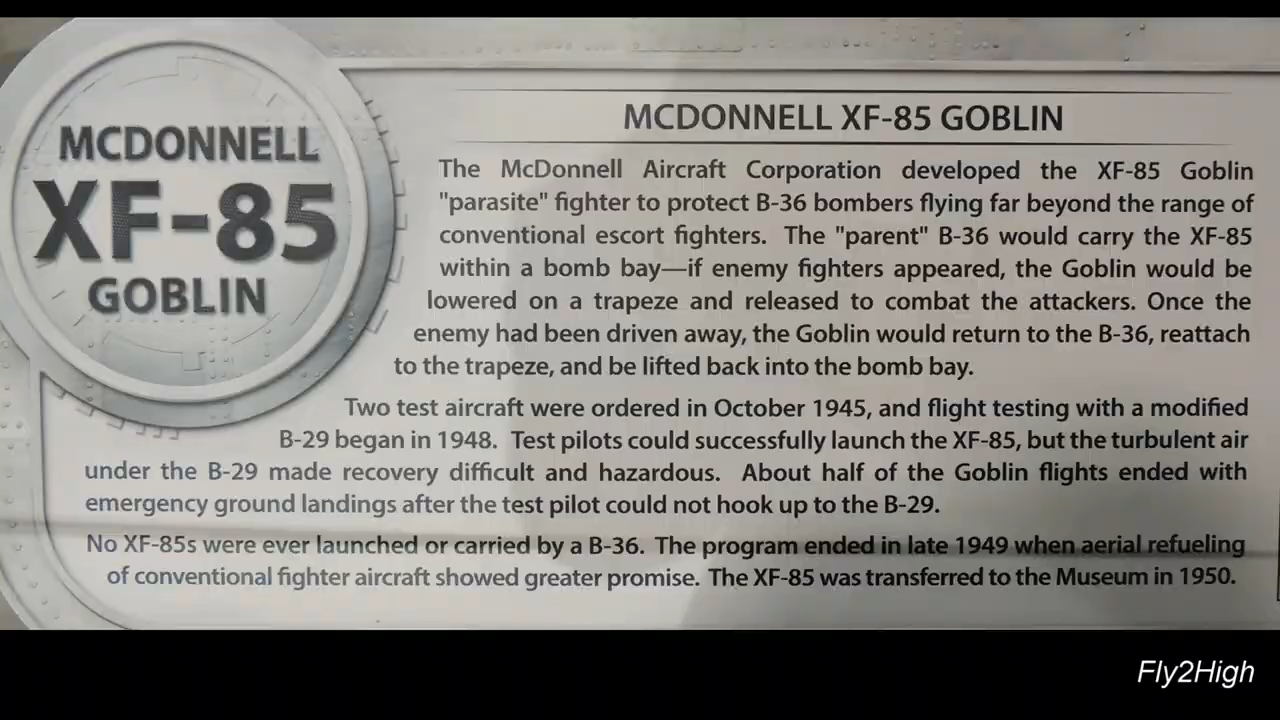 MCDONNELL
XF-85
GOBLIN
MCDONNELL XF-85 GOBLIN
The McDonnell Aircraft Corporation developed the XF-85 Goblin
"parasite" fighter to protect B-36 bombers flying far beyond the range of
conventional escort fighters. The "parent" B-36 would carry the XF-85
within a bomb bay—if enemy fighters appeared, the Goblin would be
lowered on a trapeze and released to combat the attackers. Once the
enemy had been driven away, the Goblin would return to the B-36, reattach
to the trapeze, and be lifted back into the bomb bay.
Two test aircraft were ordered in October 1945, and flight testing with a modified
B-29 began in 1948. Test pilots could successfully launch the XF-85, but the turbulent air
under the B-29 made recovery difficult and hazardous. About half of the Goblin flights ended with
emergency ground landings after the test pilot could not hook up to the B-29.
No XF-85s were ever launched or carried by a B-36. The program ended in late 1949 when aerial refueling
of conventional fighter aircraft showed greater promise. The XF-85 was transferred to the Museum in 1950.
Fly2High